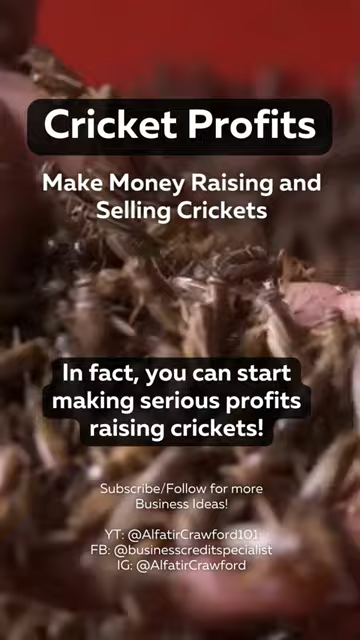 Cricket Profits
Make Money Raising and
Selling Crickets
In fact, you can start
making serious profits
raising crickets!
Subscribe/Follow for more
Business Ideas!
YT: @AlfatirCrawford101
FB: @businesscreditspecialist
IG: @AlfatirCrawford